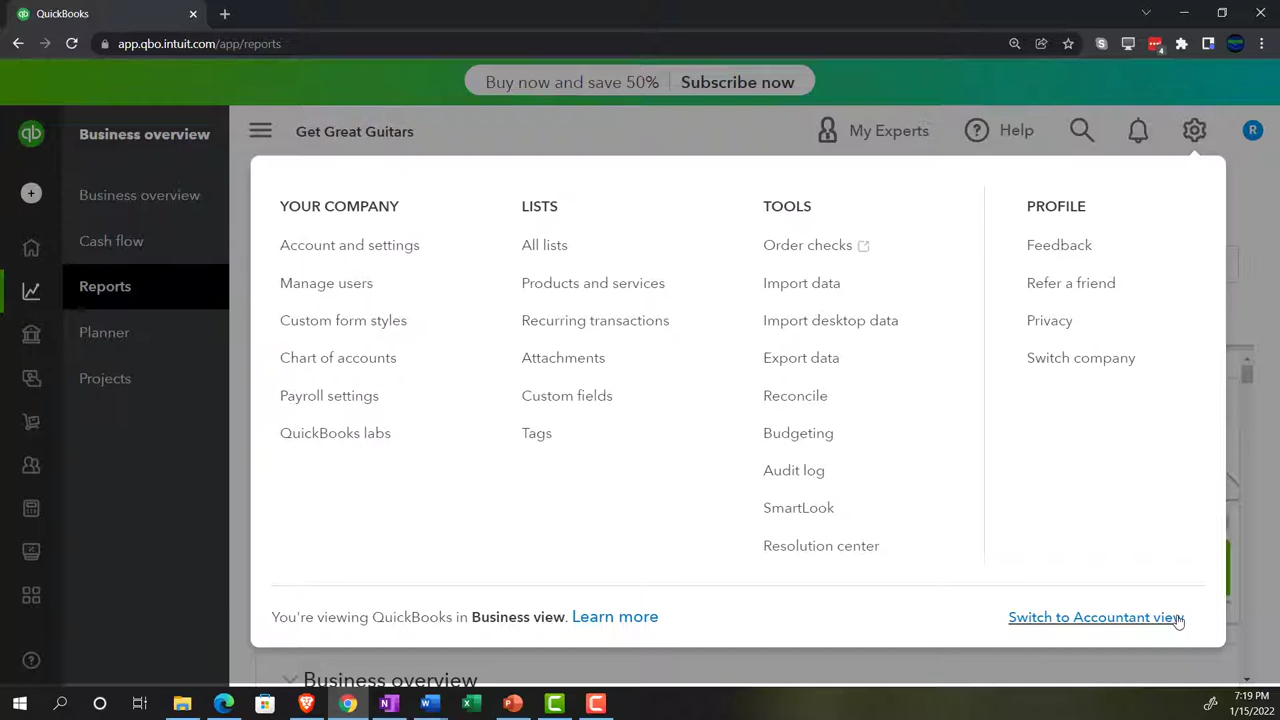 QuickBooks
app.qbo.intuit.com/app/reports
4
Buy now and save 50% Subscribe now
qb
Business overview
Get Great Guitars
My Experts
Help
R
Business overview
Cash flow
Reports
Planner
Projects
YOUR COMPANY
Account and settings
Manage users
Custom form styles
Chart of accounts
Payroll settings
QuickBooks labs
LISTS
All lists
Products and services
Recurring transactions
Attachments
Custom fields
Tags
TOOLS
Order checks
Import data
Import desktop data
Export data
Reconcile
Budgeting
Audit log
SmartLook
Resolution center
PROFILE
Feedback
Refer a friend
Privacy
Switch company
You're viewing QuickBooks in Business view. Learn more
Switch to Accountant view
Business overview
7:19 PM
1/15/2022